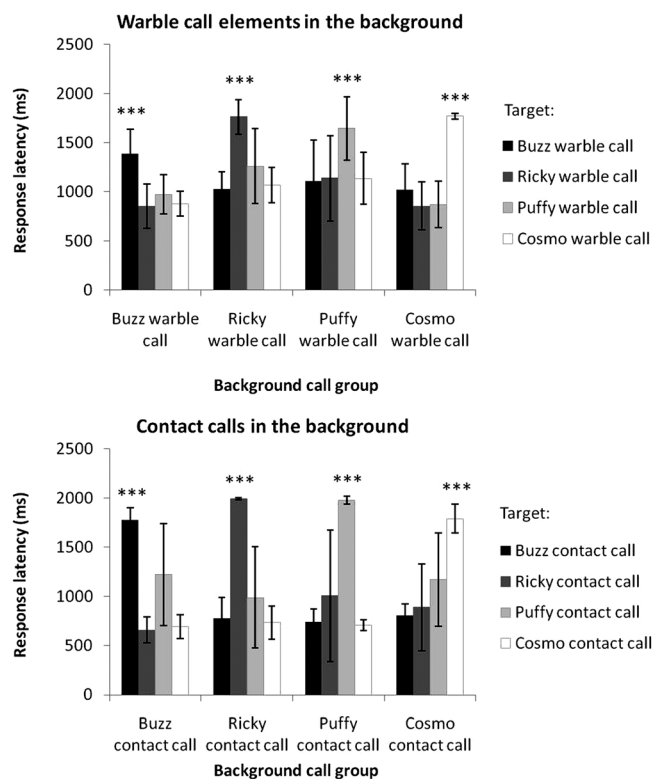 Warble call elements in the background
Response latency (ms)
2500
2000
1500
1000
500
0
***
***
***
***
Target:
Buzz warble call
Ricky warble call
Puffy warble call
Cosmo warble call
Buzz warble
call
Ricky
warble call
Puffy
warble call
Cosmo
warble call
Background call group
Contact calls in the background
Response latency (ms)
2500
2000
1500
1000
500
0
***
***
***
***
Target:
Buzz contact call
Ricky contact call
Puffy contact call
Cosmo contact call
Buzz
contact call
Ricky
contact call
Puffy
contact call
Cosmo
contact call
Background call group